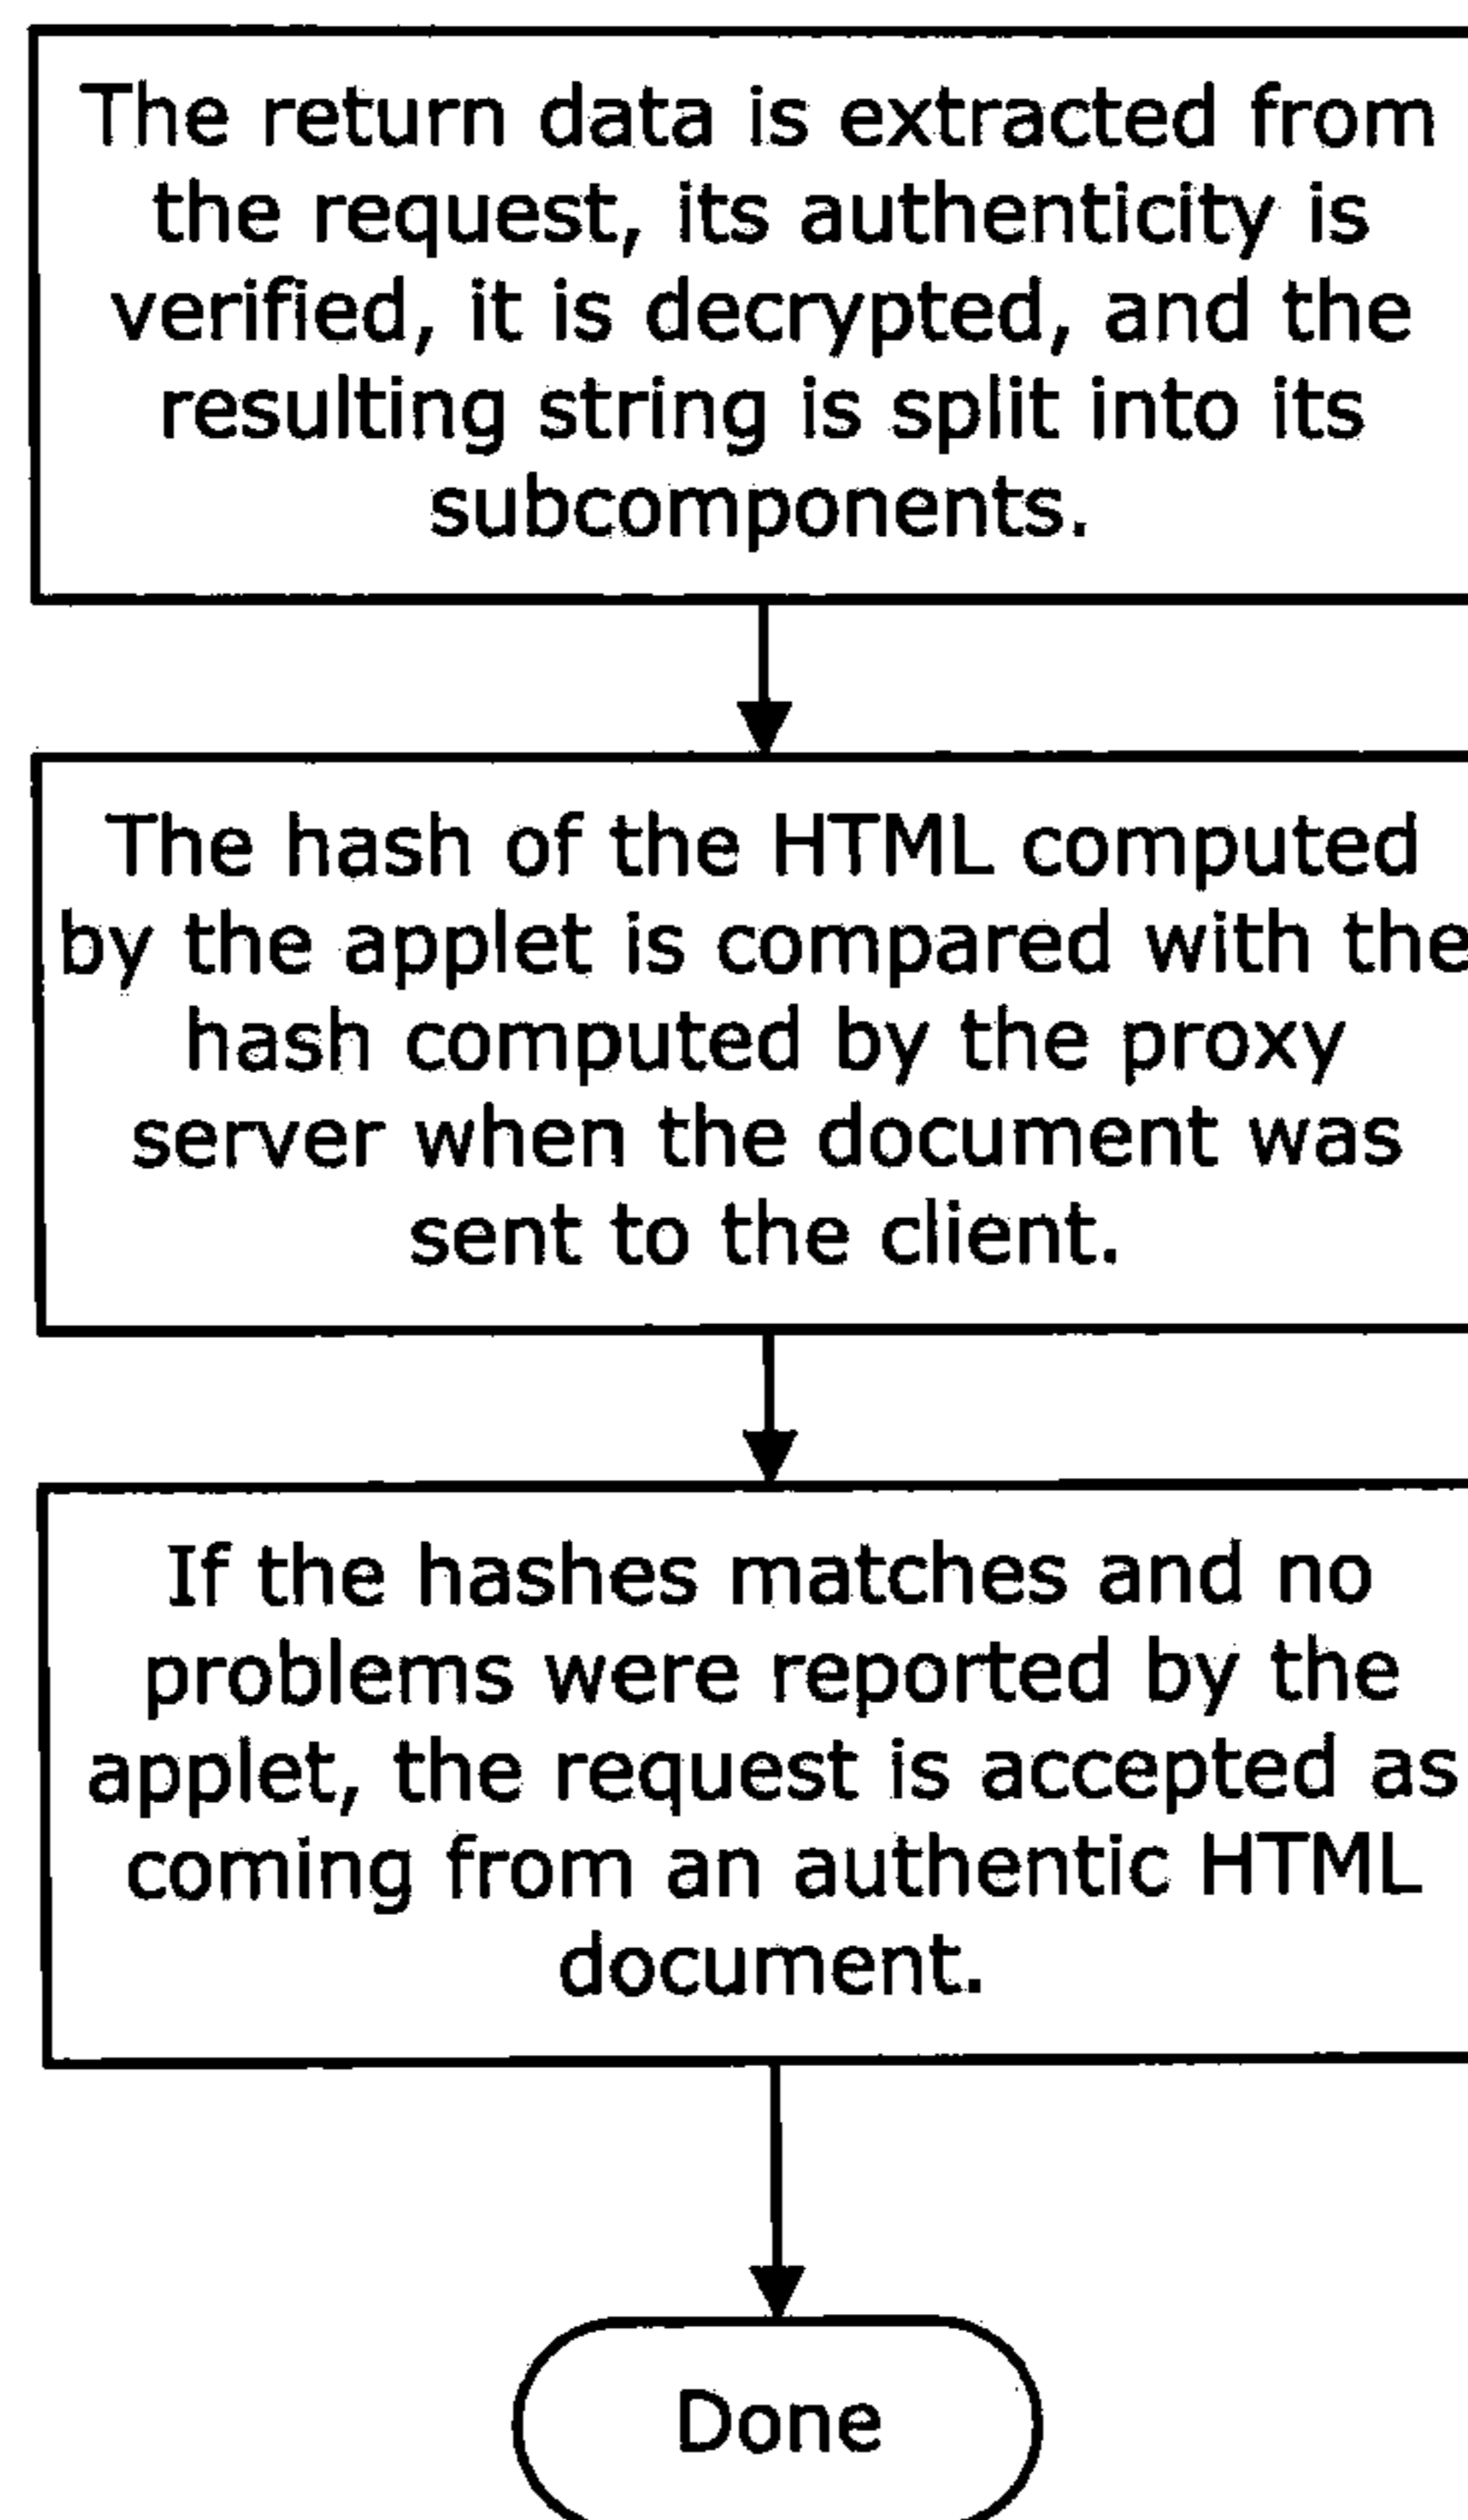 The return data is extracted from
the request, its authenticity is
verified, it is decrypted, and the
resulting string is split into its
subcomponents.
The hash of the HTML computed
by the applet is compared with the
hash computed by the proxy
server when the document was
sent to the client.
If the hashes matches and no
problems were reported by the
applet, the request is accepted as
coming from an authentic HTML
document.
Done